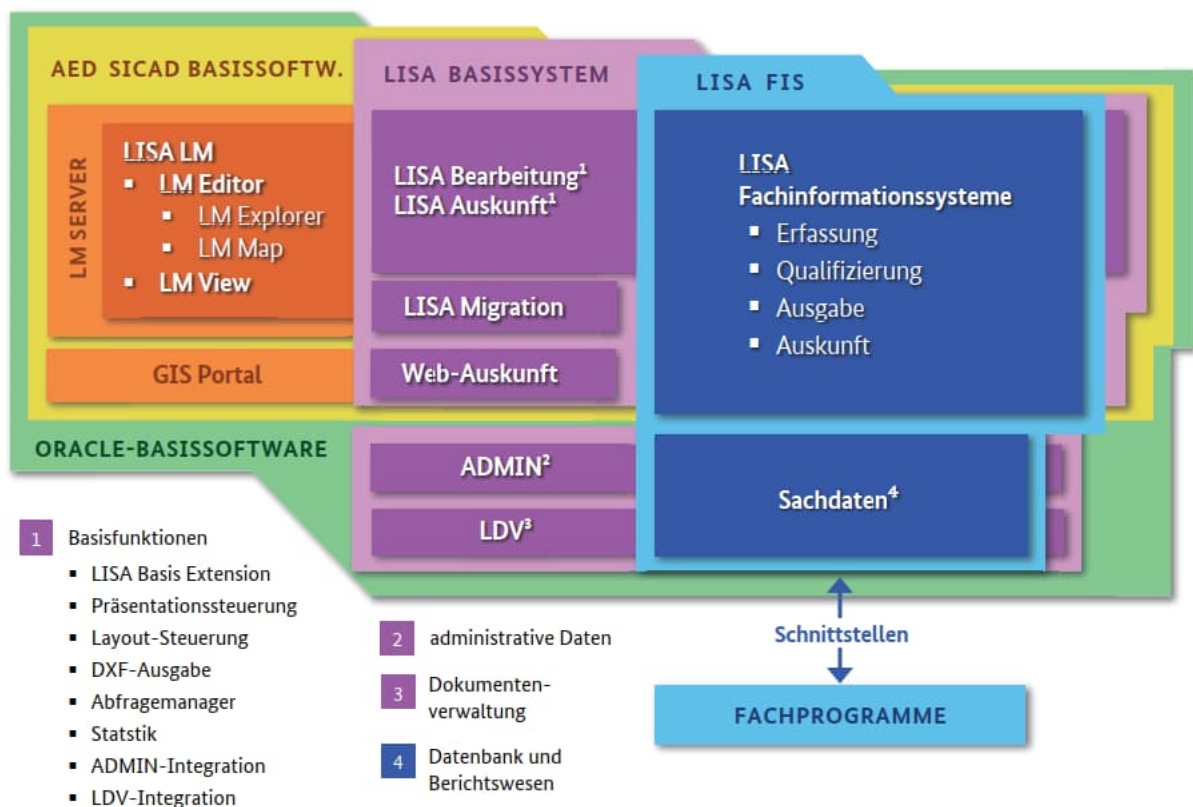 AED SICAD BASISSOFTW.
LM SERVER
LISA LM
▪ LM Editor
▪ LM Explorer
▪ LM Map
▪ LM View
GIS Portal
LISA BASISSYSTEM
LISA Bearbeitung¹
LISA Auskunft¹
LISA Migration
Web-Auskunft
LISA FIS
LISA
Fachinformationssysteme
▪ Erfassung
▪ Qualifizierung
▪ Ausgabe
▪ Auskunft
ORACLE-BASISSOFTWARE
ADMIN²
LDV³
Sachdaten⁴
Schnittstellen
FACHPROGRAMME
1 Basisfunktionen
▪ LISA Basis Extension
▪ Präsentationssteuerung
▪ Layout-Steuerung
▪ DXF-Ausgabe
▪ Abfragemanager
▪ Statstik
▪ ADMIN-Integration
▪ LDV-Integration
2 administrative Daten
3 Dokumenten-
verwaltung
4 Datenbank und
Berichtswesen